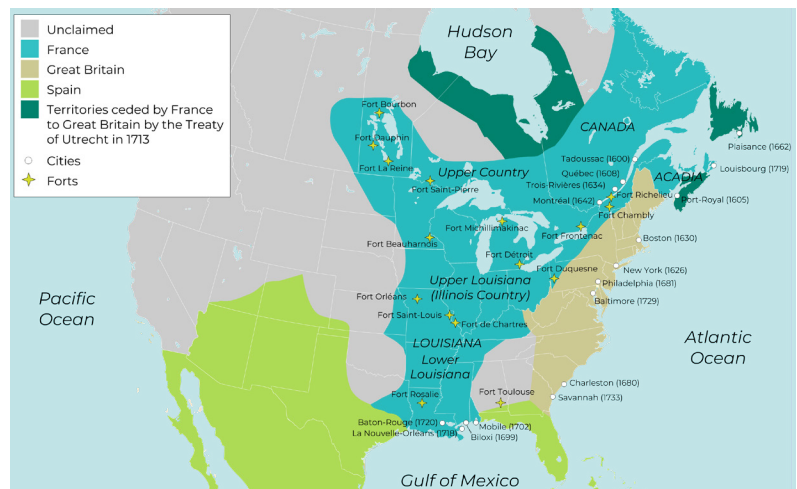 Unclaimed
France
Great Britain
Spain
Territories ceded by France
to Great Britain by the Treaty
of Utrecht in 1713
Cities
Forts
Hudson
Bay
Fort Bourbon
Fort Dauphin
Fort La Reine
Upper Country
Fort Saint-Pierre
CANADA
Tadoussac (1600)
Québec (1608)
Trois-Rivières (1634)
Montréal (1642)
ACADIA
Plaisance (1662)
Louisbourg (1719)
Fort Richelieu
Port-Royal (1605)
Fort Chambly
Fort Michillimakinac
Fort Frontenac
Fort Beauharnois
Boston (1630)
Fort Détroit
Fort Duquesne
New York (1626)
Upper Louisiana
(Illinois Country)
Philadelphia (1681)
Baltimore (1729)
Pacific
Ocean
Fort Orléans
Fort Saint-Louis
Fort de Chartres
LOUISIANA
Lower
Louisiana
Atlantic
Ocean
Fort Rosalie
Fort Toulouse
Charleston (1680)
Savannah (1733)
Baton-Rouge (1720)
La Nouvelle-Orléans (1718)
Mobile (1702)
Biloxi (1699)
Gulf of Mexico